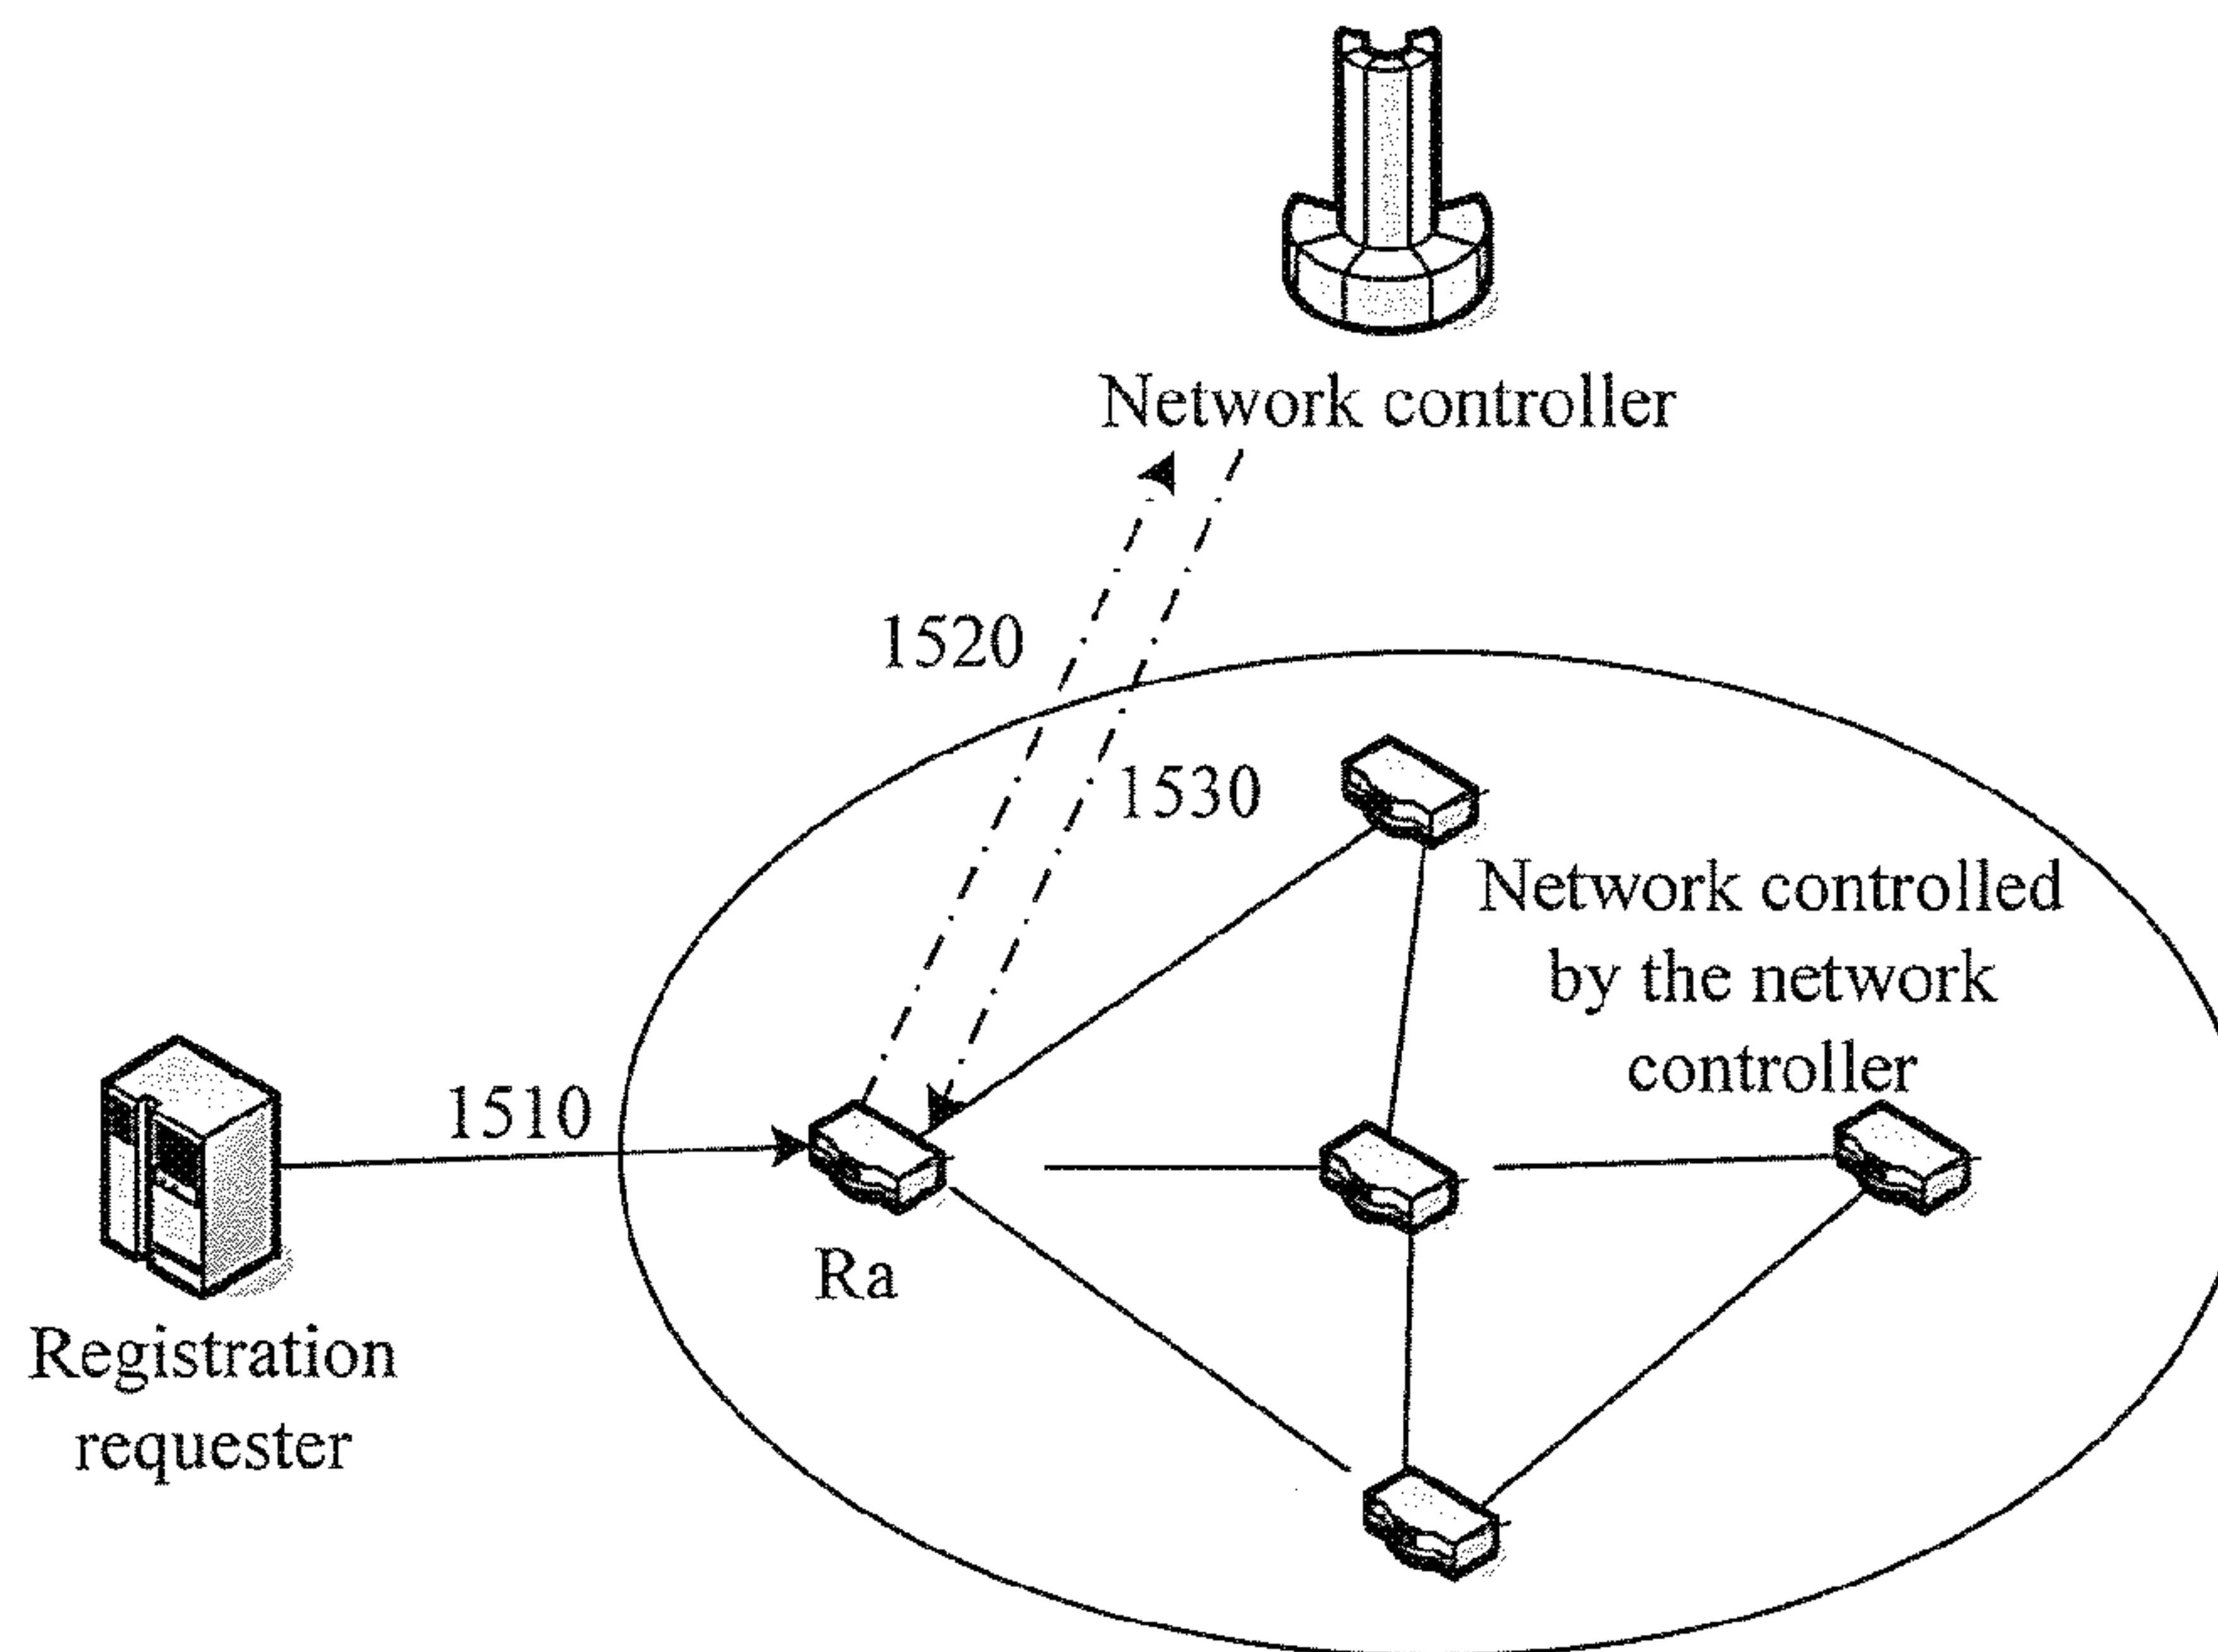 Network controller
1520
1530
Network controlled
by the network
controller
1510
Ra
Registration
requester